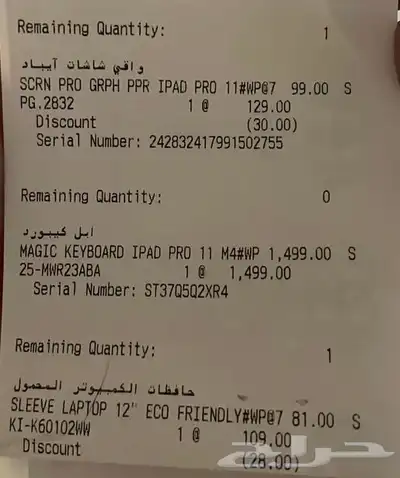 Remaining Quantity: 1
واقي شاشات آيباد
SCRN PRO GRPH PPR IPAD PRO 11#WP@7 99.00 S
PG.2832 1 @ 129.00
Discount (30.00)
Serial Number: 242832417991502755
Remaining Quantity: 0
ابل كيبورد
MAGIC KEYBOARD IPAD PRO 11 M4#WP 1,499.00 S
25-MWR23ABA 1 @ 1,499.00
Serial Number: ST37Q5Q2XR4
Remaining Quantity: 1
حافظات الكمبيوتر المحمول
SLEEVE LAPTOP 12" ECO FRIENDLY#WP@7 81.00 S
KI-K60102WW 1 @ 109.00
Discount (28.00)
حراج